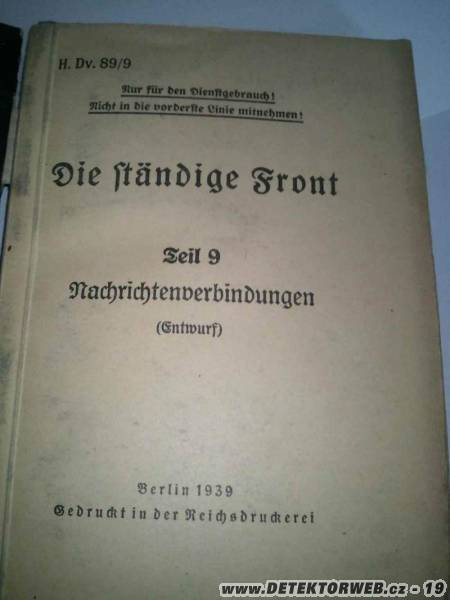 H. Dv. 89/9
Nur für den Dienstgebrauch!
Nicht in die vorderste Linie mitnehmen!
Die ständige Front
Teil 9
Nachrichtenverbindungen
(Entwurf)
Berlin 1939
Gedruckt in der Reichsdruckerei
www.DETEKTORWEB.cz - 19